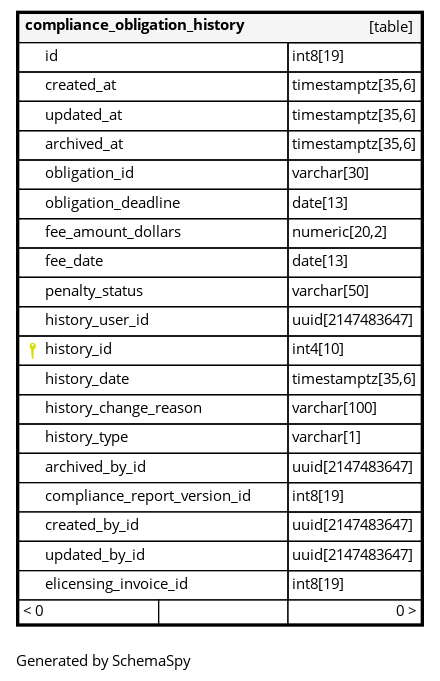 compliance_obligation_history [table]
id int8[19]
created_at timestamptz[35,6]
updated_at timestamptz[35,6]
archived_at timestamptz[35,6]
obligation_id varchar[30]
obligation_deadline date[13]
fee_amount_dollars numeric[20,2]
fee_date date[13]
penalty_status varchar[50]
history_user_id uuid[2147483647]
history_id int4[10]
history_date timestamptz[35,6]
history_change_reason varchar[100]
history_type varchar[1]
archived_by_id uuid[2147483647]
compliance_report_version_id int8[19]
created_by_id uuid[2147483647]
updated_by_id uuid[2147483647]
elicensing_invoice_id int8[19]
< 0 0 >
Generated by SchemaSpy